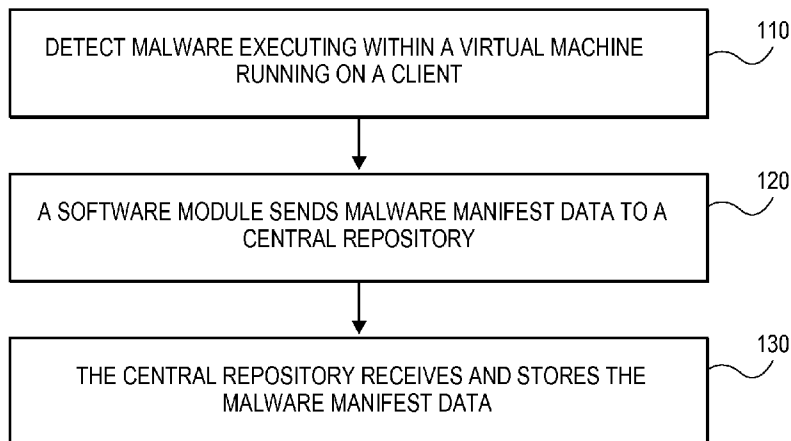 DETECT MALWARE EXECUTING WITHIN A VIRTUAL MACHINE
RUNNING ON A CLIENT
110
A SOFTWARE MODULE SENDS MALWARE MANIFEST DATA TO A
CENTRAL REPOSITORY
120
THE CENTRAL REPOSITORY RECEIVES AND STORES THE
MALWARE MANIFEST DATA
130